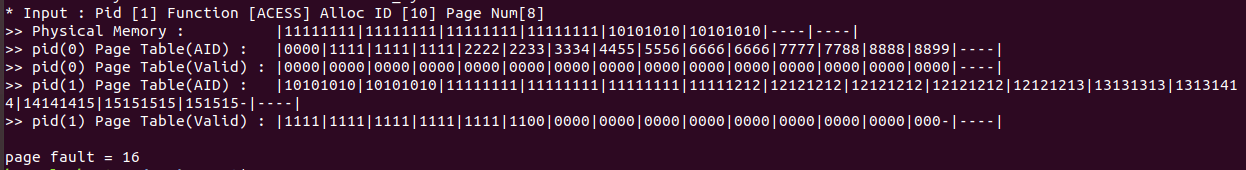 * Input : Pid [1] Function [ACESS] Alloc ID [10] Page Num[8]
>> Physical Memory :           |11111111|11111111|11111111|11111111|10101010|10101010|----|----|
>> pid(0) Page Table(AID) :   |0000|1111|1111|1111|2222|2233|3334|4455|5556|6666|6666|7777|7788|8888|8899|----|
>> pid(0) Page Table(Valid) : |0000|0000|0000|0000|0000|0000|0000|0000|0000|0000|0000|0000|0000|0000|0000|----|
>> pid(1) Page Table(AID) :   |10101010|10101010|11111111|11111111|11111111|11111212|12121212|12121212|12121212|12121213|13131313|1313141
4|14141415|15151515|151515-|----|
>> pid(1) Page Table(Valid) : |1111|1111|1111|1111|1111|1100|0000|0000|0000|0000|0000|0000|0000|0000|000-|----|
page fault = 16